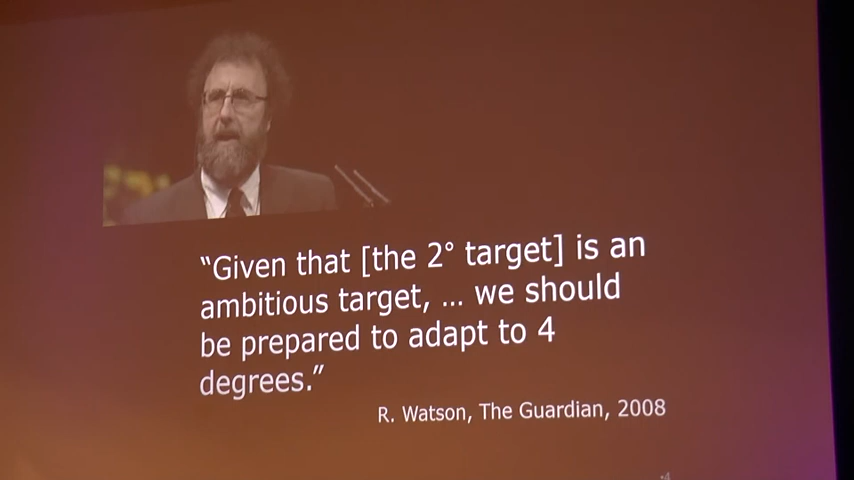 “Given that [the 2° target] is an
ambitious target, ... we should
be prepared to adapt to 4
degrees.”
R. Watson, The Guardian, 2008